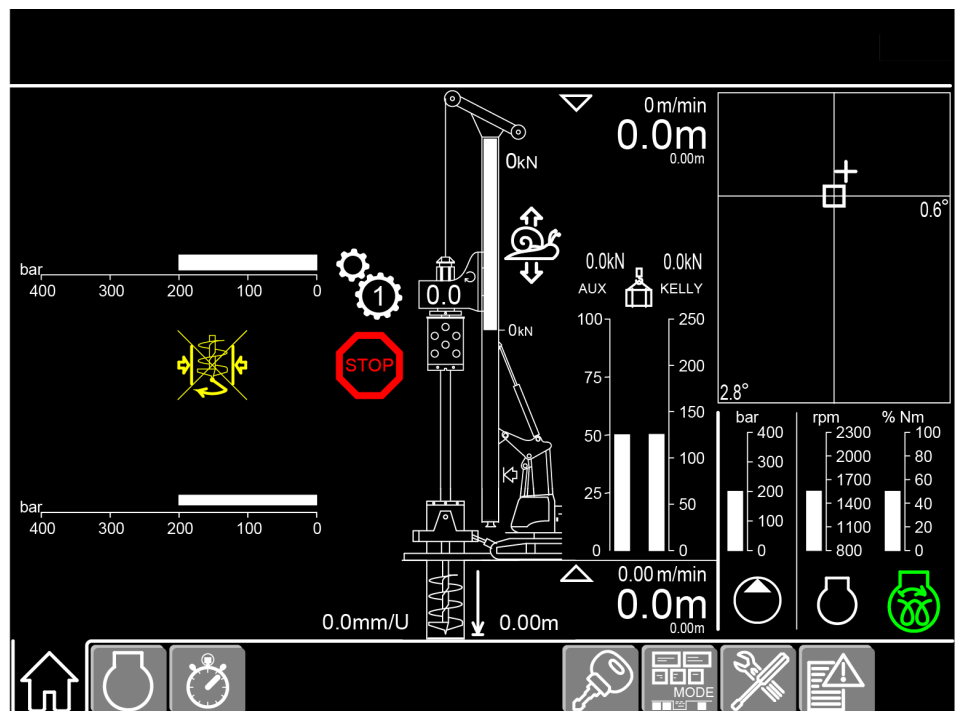 0 m/min
0.0m
0.00m
0kN
0.6°
bar
400 300 200 100 0
1
0.0
0.0kN 0.0kN
AUX KELLY
0kN
100 250
STOP
75 200
2.8°
150
50
100
25
50
0 0
bar
400 300 200 100 0
bar rpm % Nm
400 2300 100
300 2000 80
1700 60
200 1400 40
100 1100 20
0 800 0
0.00 m/min
0.0m
0.00m
0.0mm/U
0.00m
MODE